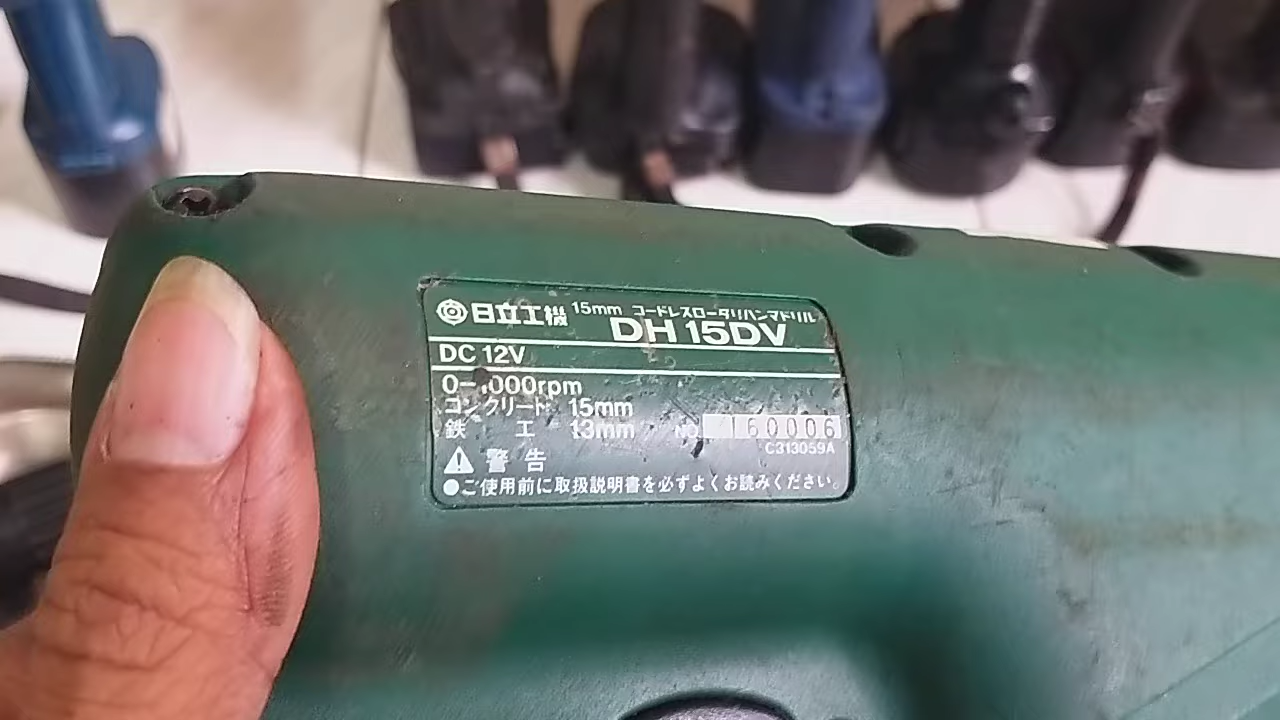 日立工機 15mm コードレスロータリハンマドリル
DH 15DV
DC 12V
000rpm
コンクリート 15mm
鉄 工 13mm NO. 160006
C313059A
警告
●ご使用前に取扱説明書を必ずよくお読みください。